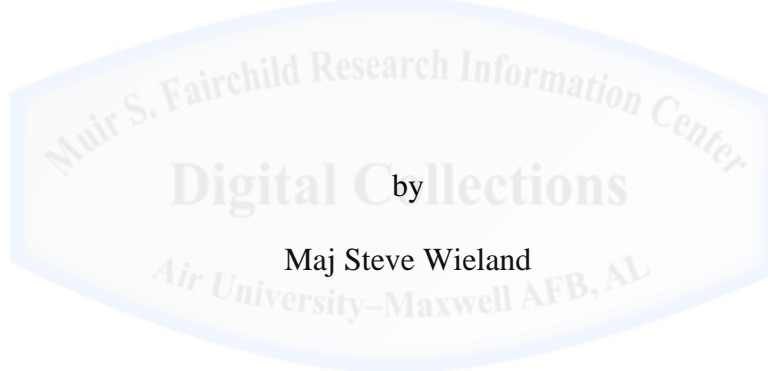 Muir S. Fairchild Research Information Center
Digital Collections
by
Maj Steve Wieland
Air University–Maxwell AFB, AL